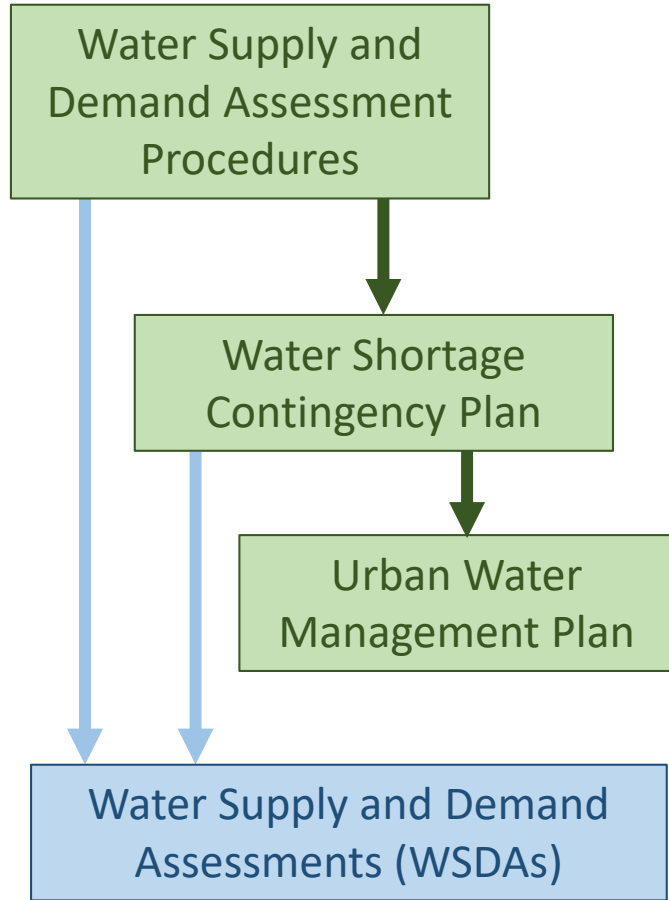 Water Supply and
Demand Assessment
Procedures
Water Shortage
Contingency Plan
Urban Water
Management Plan
Water Supply and Demand
Assessments (WSDAs)